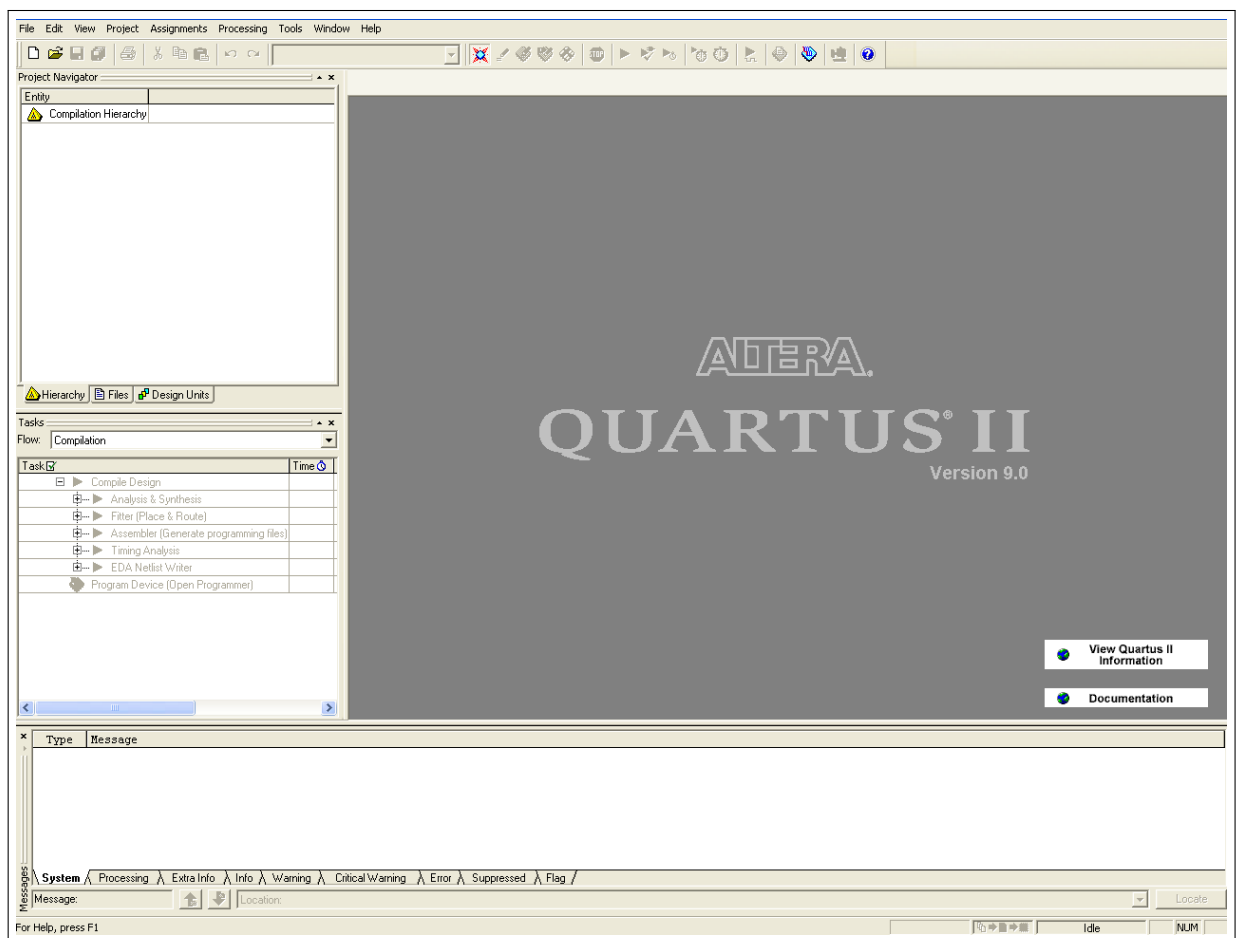 File Edit View Project Assignments Processing Tools Window Help
Project Navigator
Entity
Compilation Hierarchy
Hierarchy Files Design Units
Tasks
Flow: Compilation
Task Time
Compile Design
Analysis & Synthesis
Fitter (Place & Route)
Assembler (Generate programming files)
Timing Analysis
EDA Netlist Writer
Program Device (Open Programmer)
ALTERA®
QUARTUS® II
Version 9.0
View Quartus II
Information
Documentation
Type Message
System Processing Extra Info Info Warning Critical Warning Error Suppressed Flag
Messages
Message: Location: Locate
For Help, press F1 Idle NUM